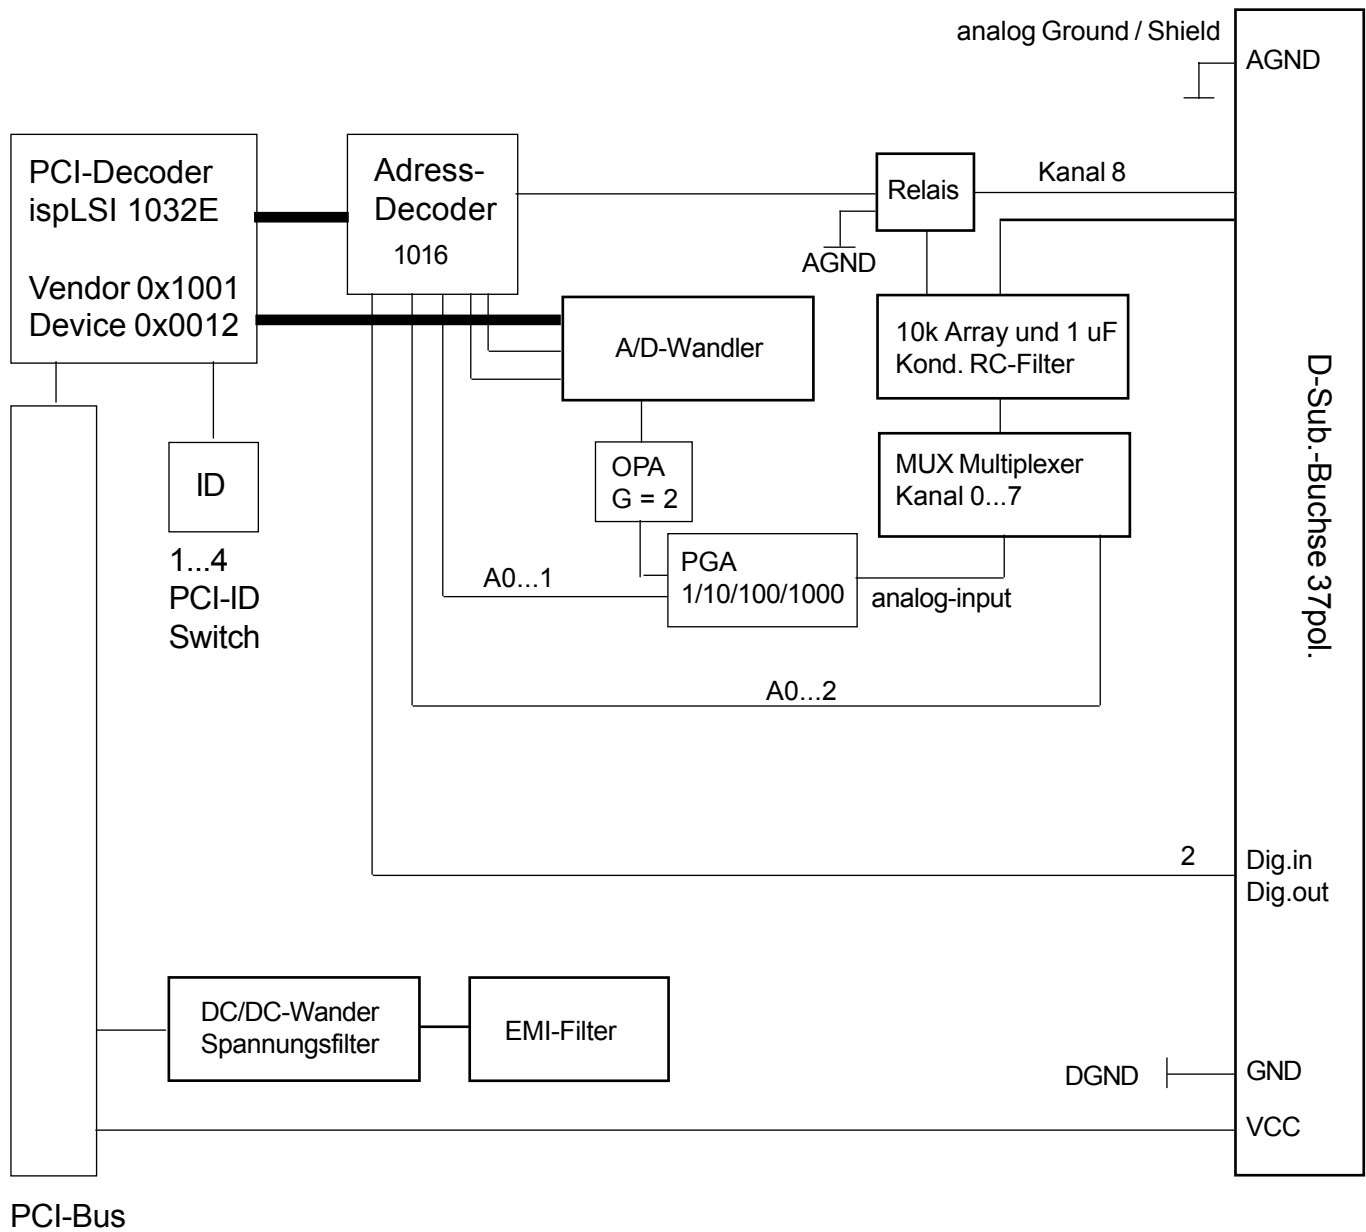 analog Ground / Shield
AGND
PCI-Decoder
ispLSI 1032E
Vendor 0x1001
Device 0x0012
Adress-
Decoder
1016
Relais
Kanal 8
AGND
A/D-Wandler
10k Array und 1 uF
Kond. RC-Filter
D-Sub.-Buchse 37pol.
ID
OPA
G = 2
MUX Multiplexer
Kanal 0...7
1...4
PCI-ID
Switch
A0...1
PGA
1/10/100/1000
analog-input
A0...2
2
Dig.in
Dig.out
DC/DC-Wander
Spannungsfilter
EMI-Filter
DGND
GND
VCC
PCI-Bus